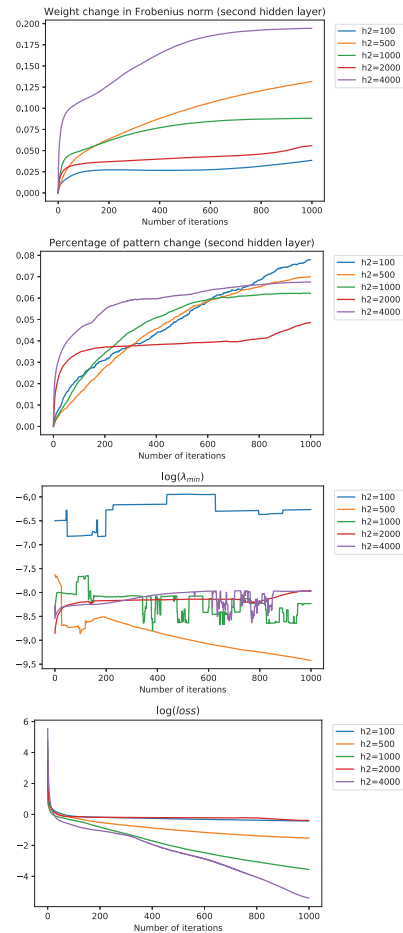 Weight change in Frobenius norm (second hidden layer)
0.200
0.175
0.150
0.125
0.100
0.075
0.050
0.025
0.000
0 200 400 600 800 1000
Number of iterations
h2=100
h2=500
h2=1000
h2=2000
h2=4000
Percentage of pattern change (second hidden layer)
0.08
0.07
0.06
0.05
0.04
0.03
0.02
0.01
0.00
0 200 400 600 800 1000
Number of iterations
h2=100
h2=500
h2=1000
h2=2000
h2=4000
log(λmin)
−6.0
−6.5
−7.0
−7.5
−8.0
−8.5
−9.0
−9.5
0 200 400 600 800 1000
Number of iterations
h2=100
h2=500
h2=1000
h2=2000
h2=4000
log(loss)
6
4
2
0
−2
−4
0 200 400 600 800 1000
Number of iterations
h2=100
h2=500
h2=1000
h2=2000
h2=4000